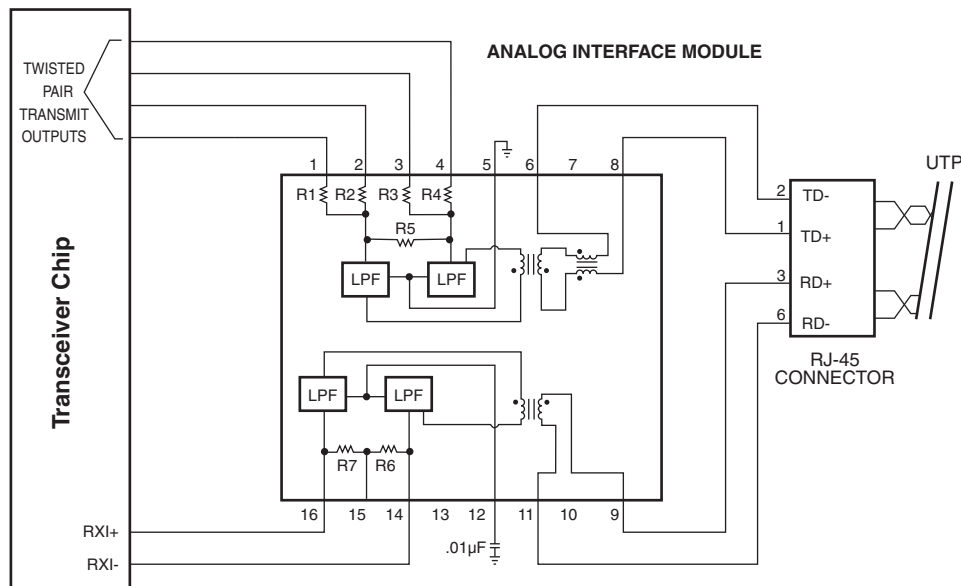 ANALOG INTERFACE MODULE
TWISTED
PAIR
TRANSMIT
OUTPUTS
Transceiver Chip
1 2 3 4 5 6 7 8
R1 R2 R3 R4
R5
LPF LPF
LPF LPF
R7 R6
16 15 14 13 12 11 10 9
.01µF
RXI+
RXI-
UTP
2 TD-
1 TD+
3 RD+
6 RD-
RJ-45
CONNECTOR